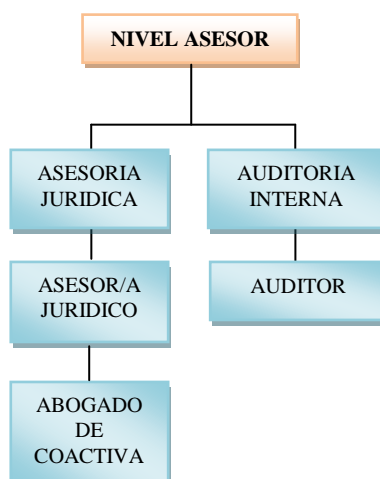 NIVEL ASESOR
ASESORIA
JURIDICA
AUDITORIA
INTERNA
ASESOR/A
JURIDICO
AUDITOR
ABOGADO
DE
COACTIVA